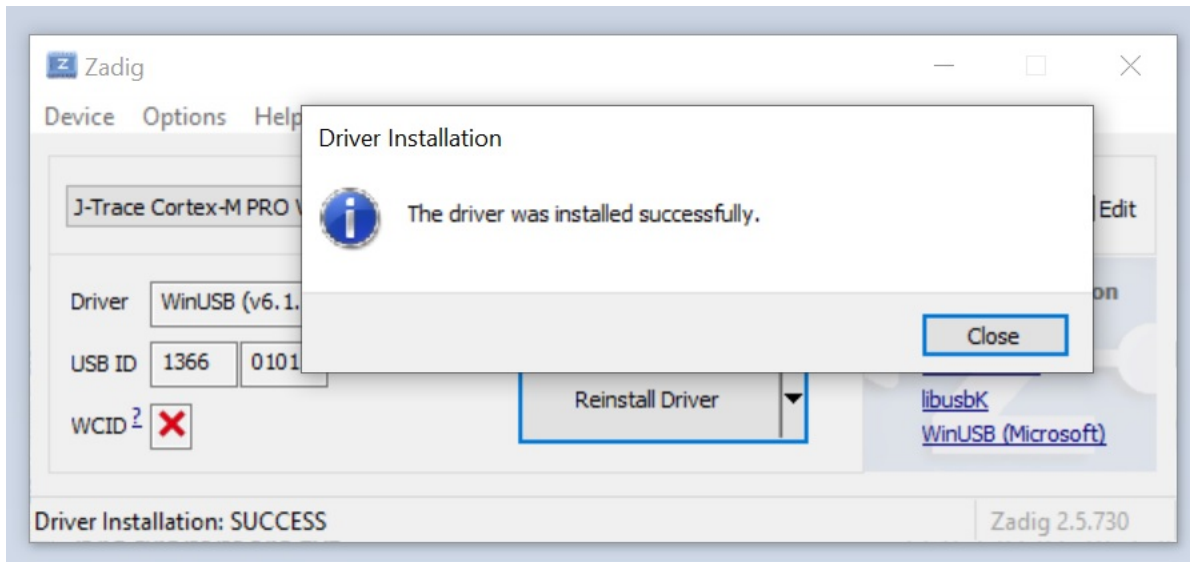 Zadig
Device Options Help
Driver Installation
The driver was installed successfully.
Close
J-Trace Cortex-M PRO
Edit
Driver WinUSB (v6.1.
on
USB ID 1366 0101
WCID ?
Reinstall Driver
libusbK
WinUSB (Microsoft)
Driver Installation: SUCCESS
Zadig 2.5.730